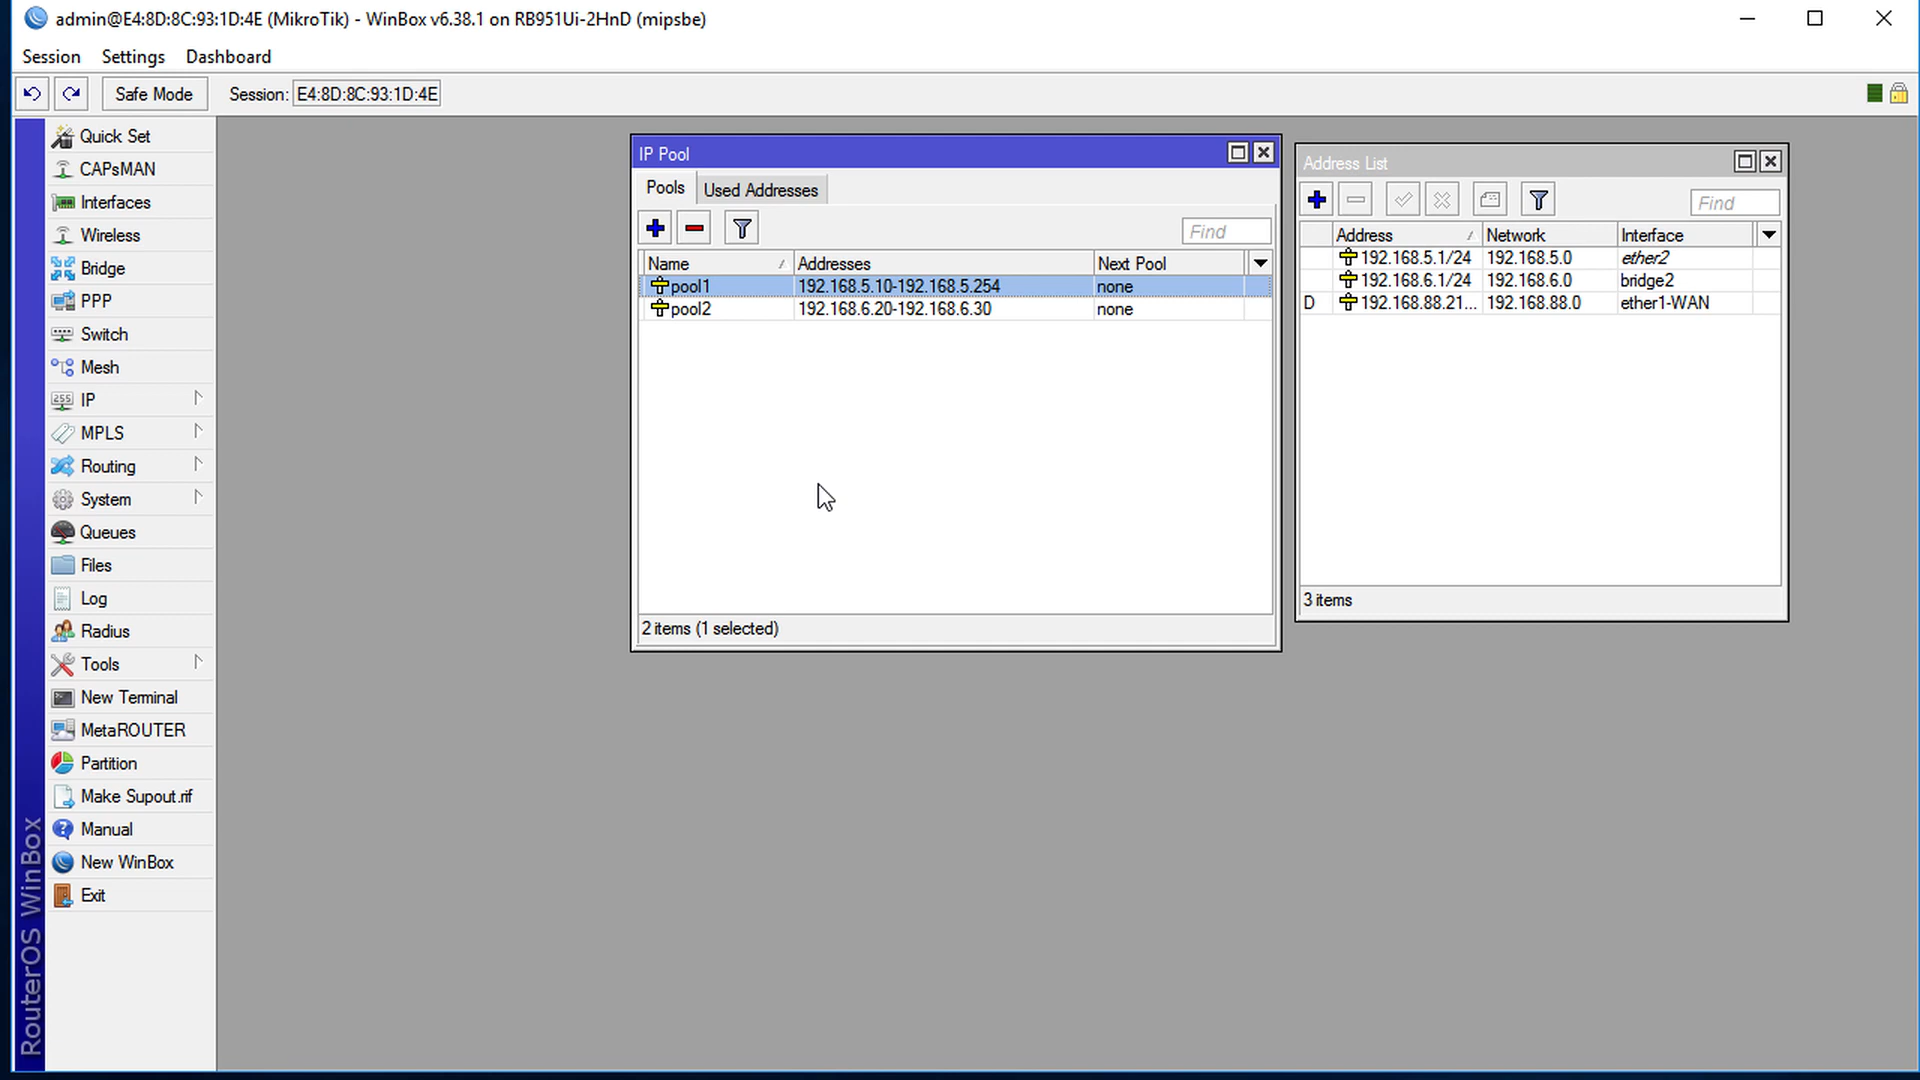 admin@E4:8D:8C:93:1D:4E (MikroTik) - WinBox v6.38.1 on RB951Ui-2HnD (mipsbe)
Session Settings Dashboard
Safe Mode Session: E4:8D:8C:93:1D:4E
Quick Set
CAPsMAN
Interfaces
Wireless
Bridge
PPP
Switch
Mesh
255 IP
MPLS
Routing
System
Queues
Files
Log
Radius
Tools
New Terminal
MetaROUTER
Partition
Make Supout.rif
Manual
New WinBox
Exit
RouterOS WinBox
IP Pool
Pools Used Addresses
Find
Name Addresses Next Pool
pool1 192.168.5.10-192.168.5.254 none
pool2 192.168.6.20-192.168.6.30 none
2 items (1 selected)
Address List
Find
Address Network Interface
192.168.5.1/24 192.168.5.0 ether2
192.168.6.1/24 192.168.6.0 bridge2
D 192.168.88.21... 192.168.88.0 ether1-WAN
3 items